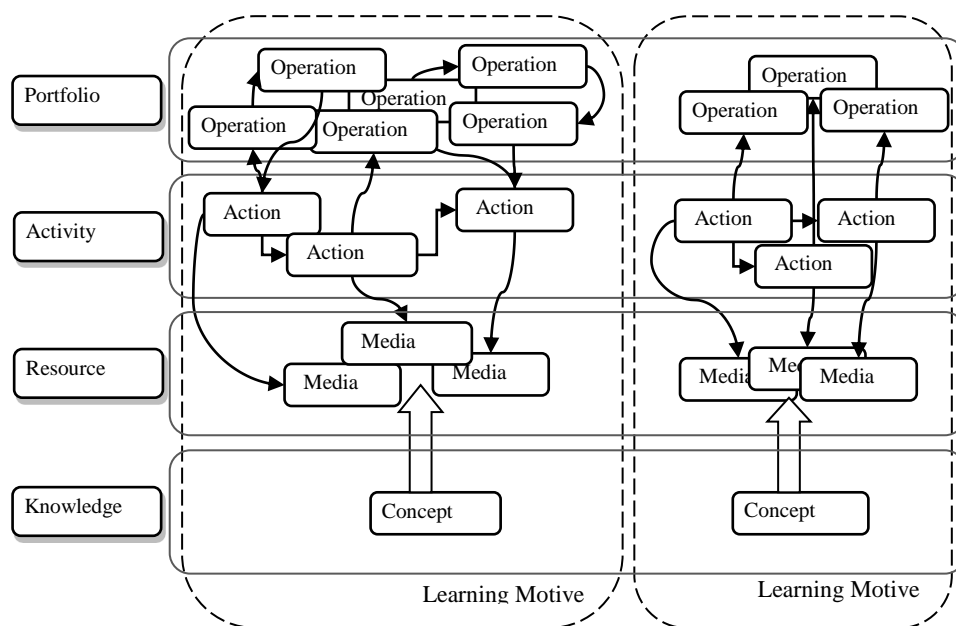 Portfolio
Operation
Operation
Operation
Operation
Operation
Operation
Operation
Operation
Operation
Activity
Action
Action
Action
Action
Action
Action
Resource
Media
Media
Media
Media
Media
Knowledge
Concept
Concept
Learning Motive
Learning Motive